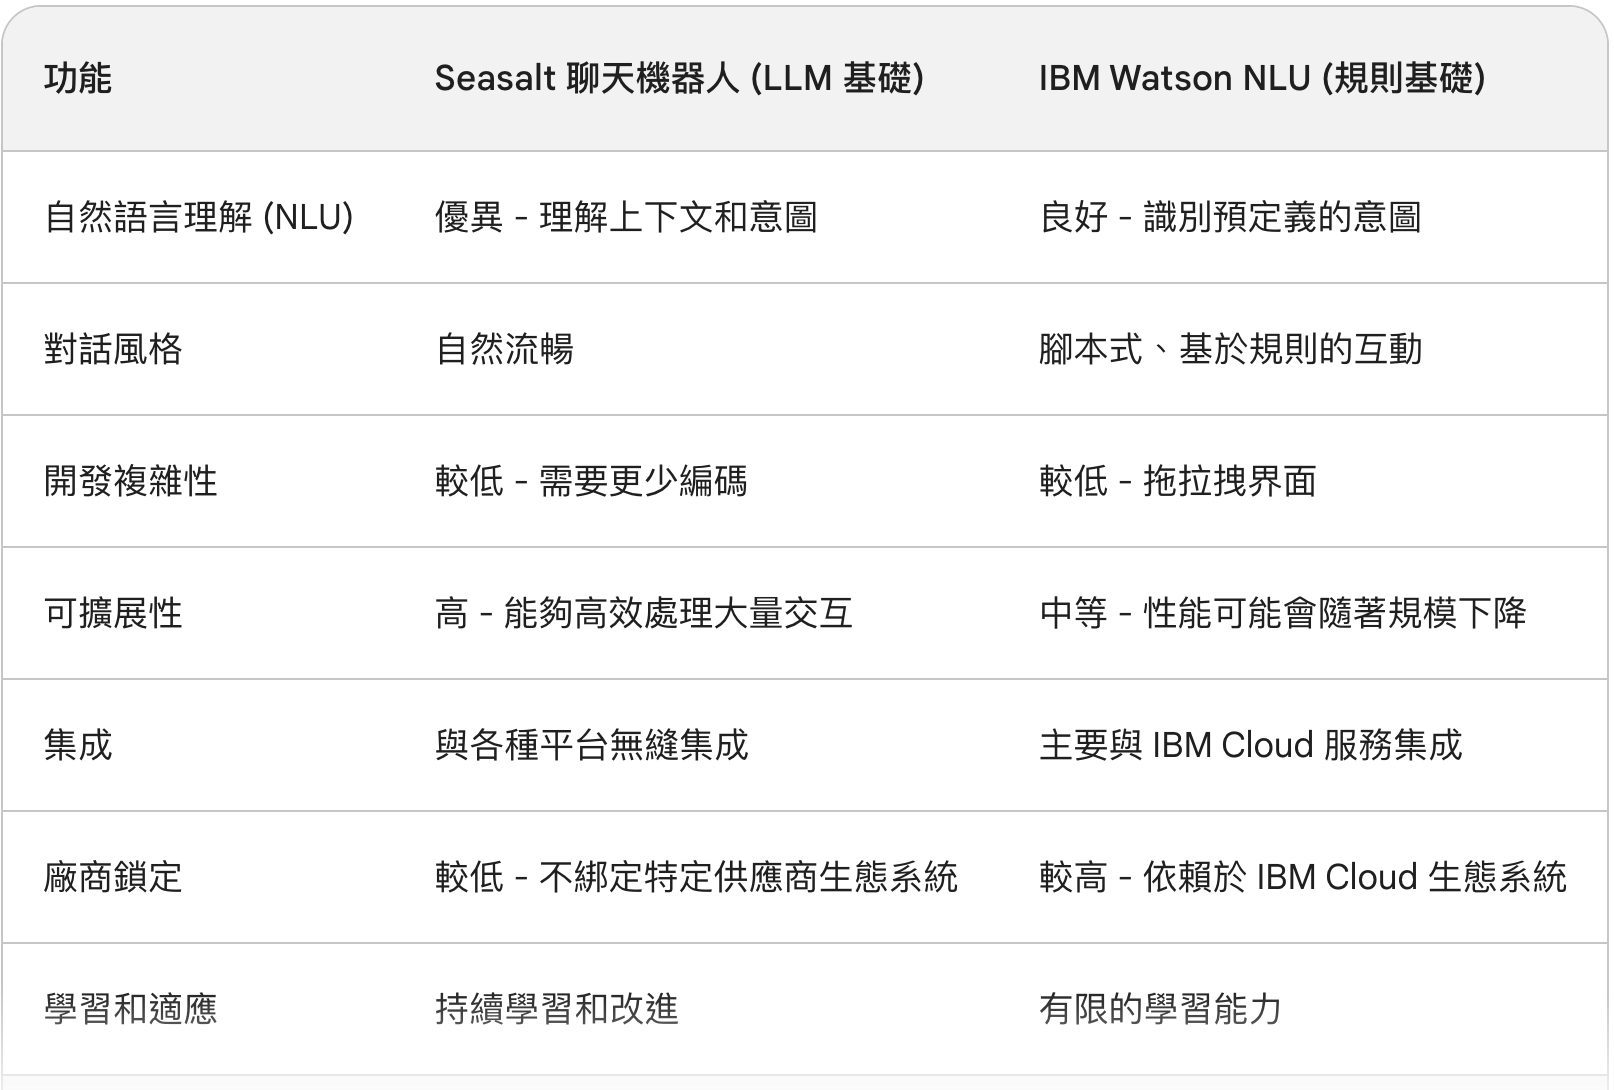 功能 Seasalt 聊天機器人 (LLM 基礎) IBM Watson NLU (規則基礎)
自然語言理解 (NLU) 優異 - 理解上下文和意圖 良好 - 識別預定義的意圖
對話風格 自然流暢 腳本式、基於規則的互動
開發複雜性 較低 - 需要更少編碼 較低 - 拖拉拽界面
可擴展性 高 - 能夠高效處理大量交互 中等 - 性能可能會隨著規模下降
集成 與各種平台無縫集成 主要與 IBM Cloud 服務集成
廠商鎖定 較低 - 不綁定特定供應商生態系統 較高 - 依賴於 IBM Cloud 生態系統
學習和適應 持續學習和改進 有限的學習能力